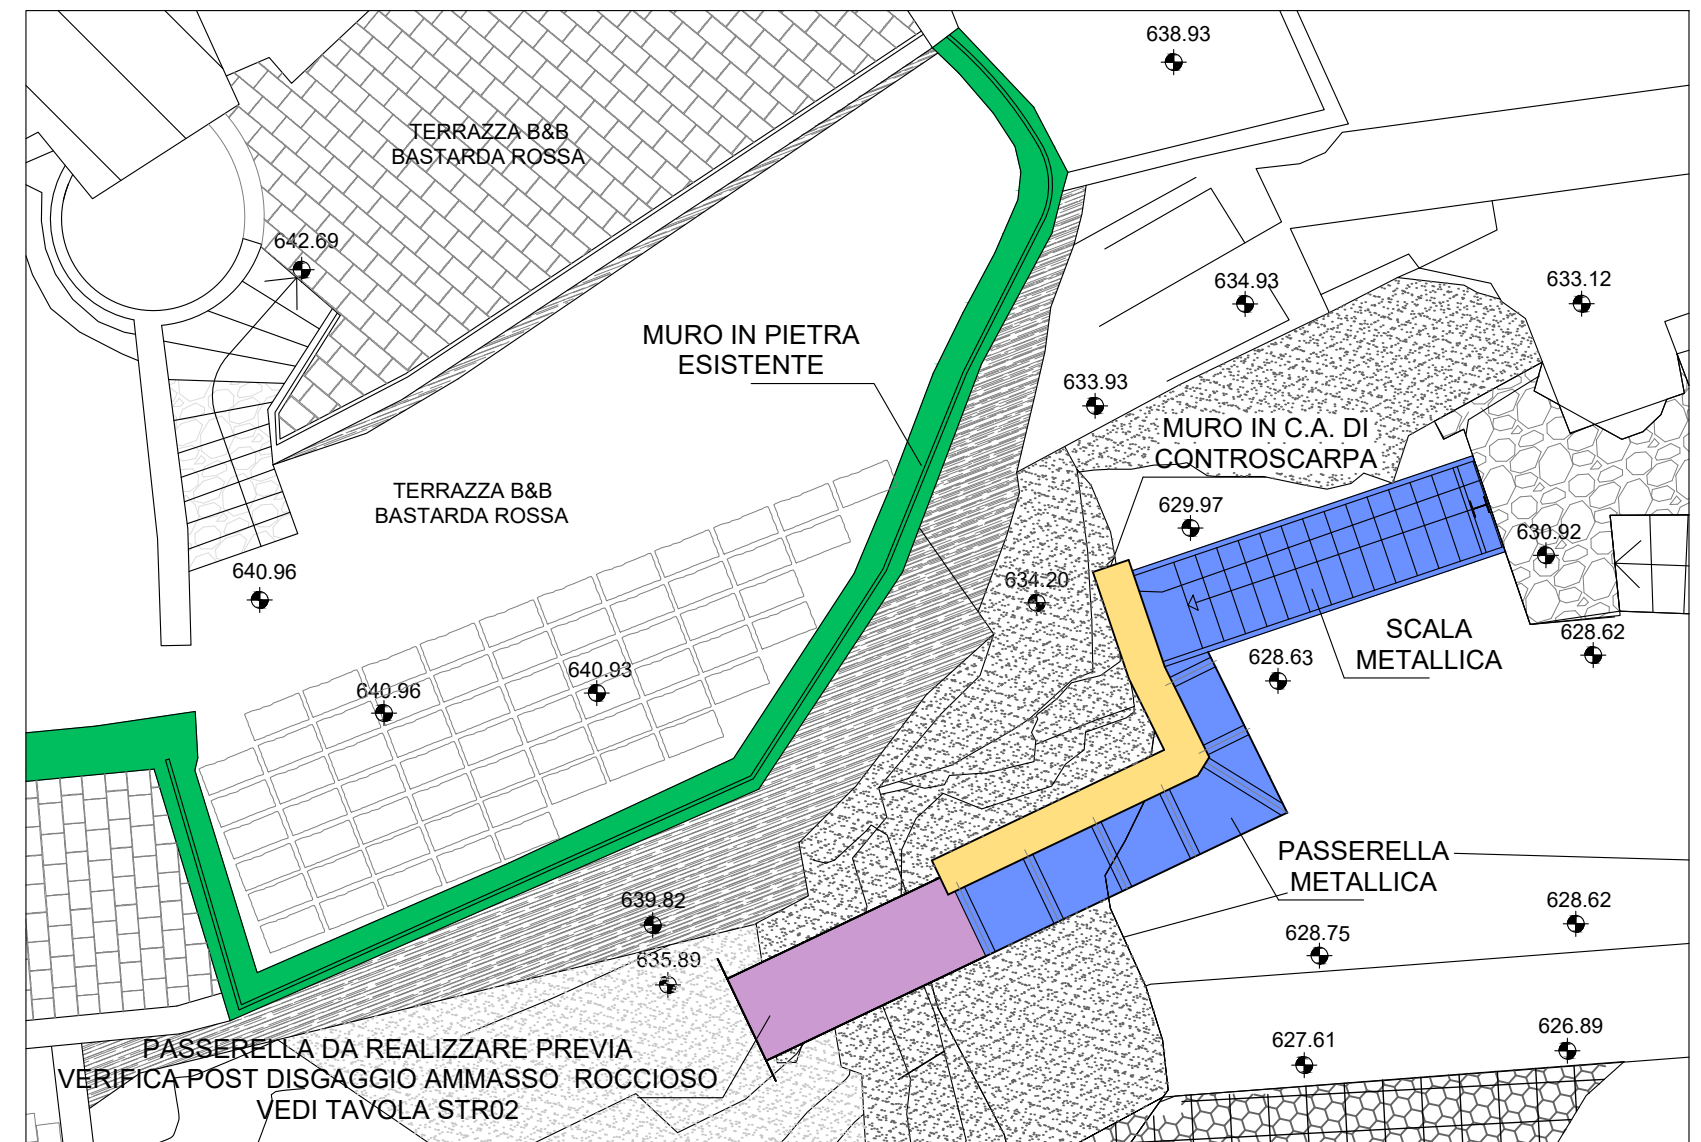 638.93
TERRAZZA B&B
BASTARDA ROSSA
642.69
634.93
633.12
MURO IN PIETRA
ESISTENTE
633.93
MURO IN C.A. DI
CONTROSCARPA
TERRAZZA B&B
BASTARDA ROSSA
629.97
630.92
640.96
634.20
SCALA
METALLICA
628.62
628.63
640.93
640.96
PASSERELLA
METALLICA
639.82
628.62
628.75
635.89
626.89
627.61
PASSERELLA DA REALIZZARE PREVIA
VERIFICA POST DISGAGGIO AMMASSO ROCCIOSO
VEDI TAVOLA STR02